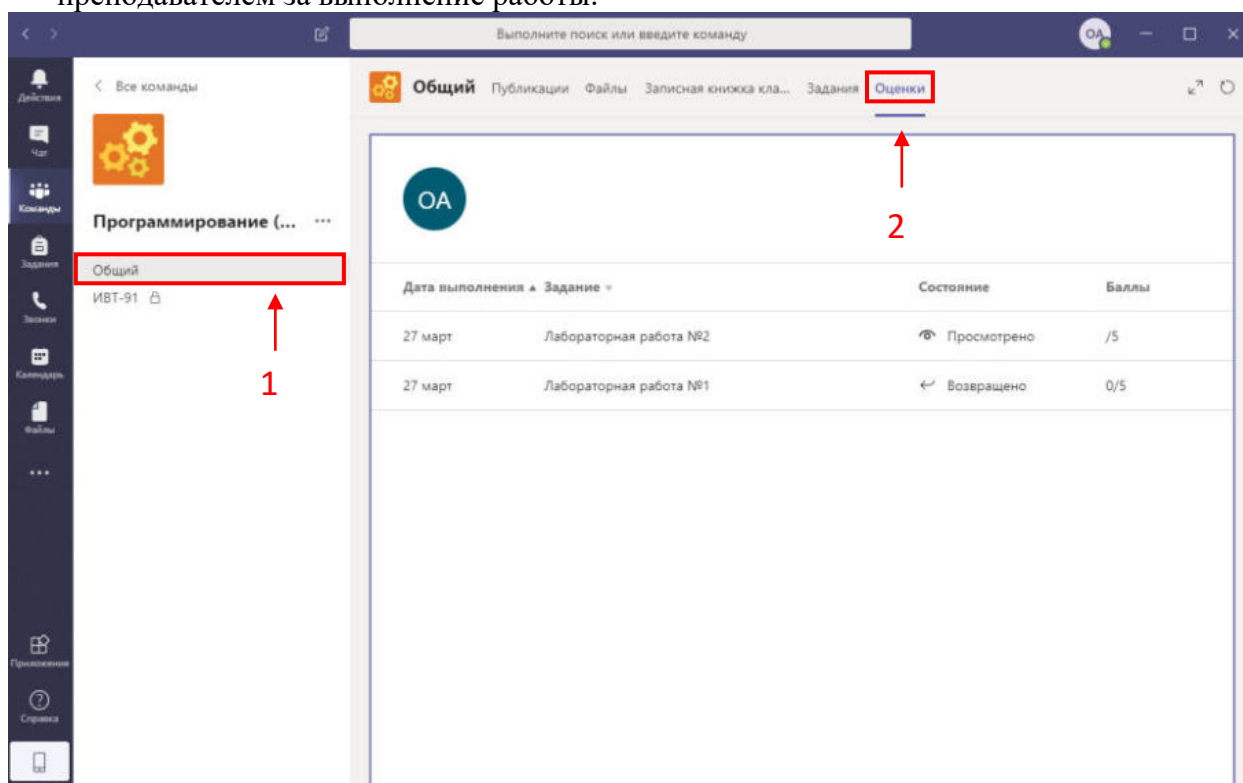 преподавателем за выполнение работы.
Выполните поиск или введите команду
OA
Действия
Чат
Команды
Задания
Звонки
Календарь
Файлы
Приложения
Справка
Все команды
Программирование (... ...
Общий
ИВТ-91
1
Общий Публикации Файлы Записная книжка кла... Задания Оценки
2
OA
Дата выполнения Задание Состояние Баллы
27 март Лабораторная работа №2 Просмотрено /5
27 март Лабораторная работа №1 Возвращено 0/5